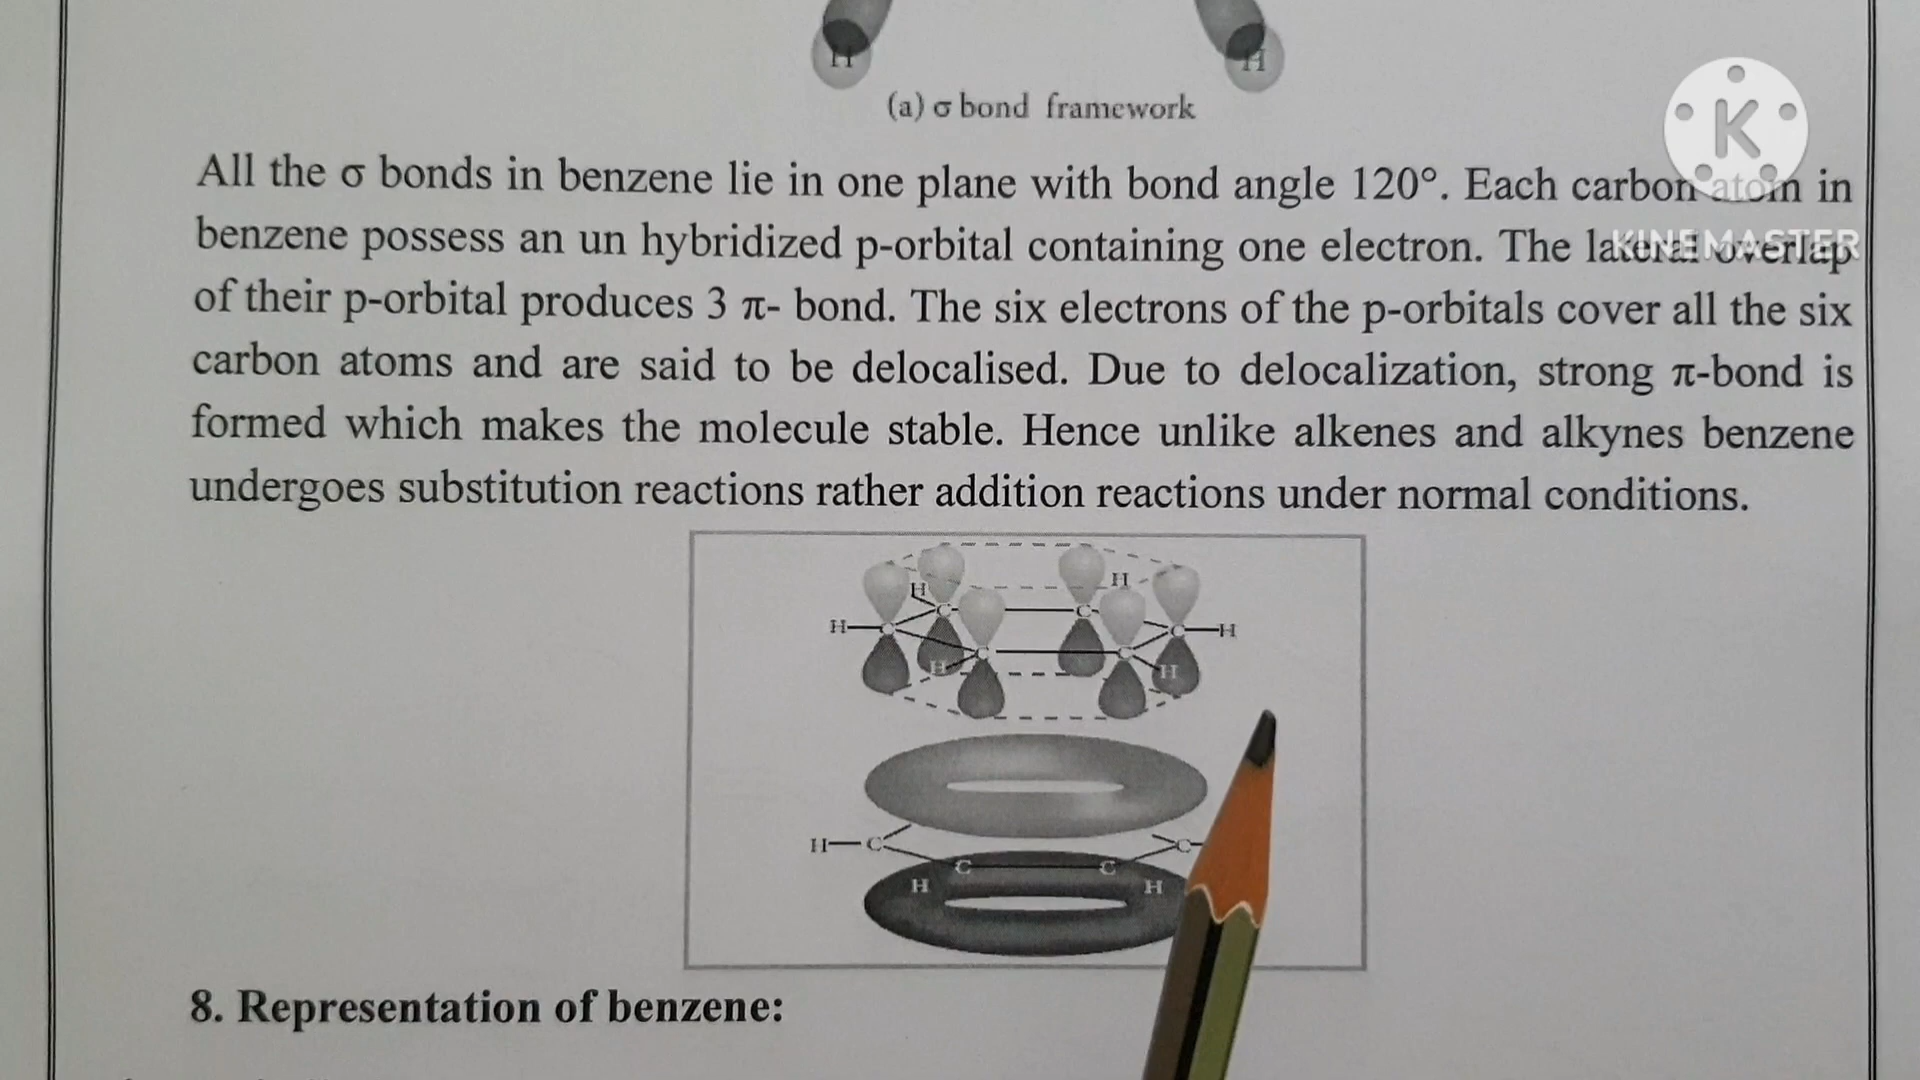 H H
(a) σ bond framework
K
KINEMASTER
All the σ bonds in benzene lie in one plane with bond angle 120°. Each carbon atom in
benzene possess an un hybridized p-orbital containing one electron. The lateral overlap
of their p-orbital produces 3 π- bond. The six electrons of the p-orbitals cover all the six
carbon atoms and are said to be delocalised. Due to delocalization, strong π-bond is
formed which makes the molecule stable. Hence unlike alkenes and alkynes benzene
undergoes substitution reactions rather addition reactions under normal conditions.
H H
C C
H C C H
C C
H H
H C C
C C
H H
8. Representation of benzene: